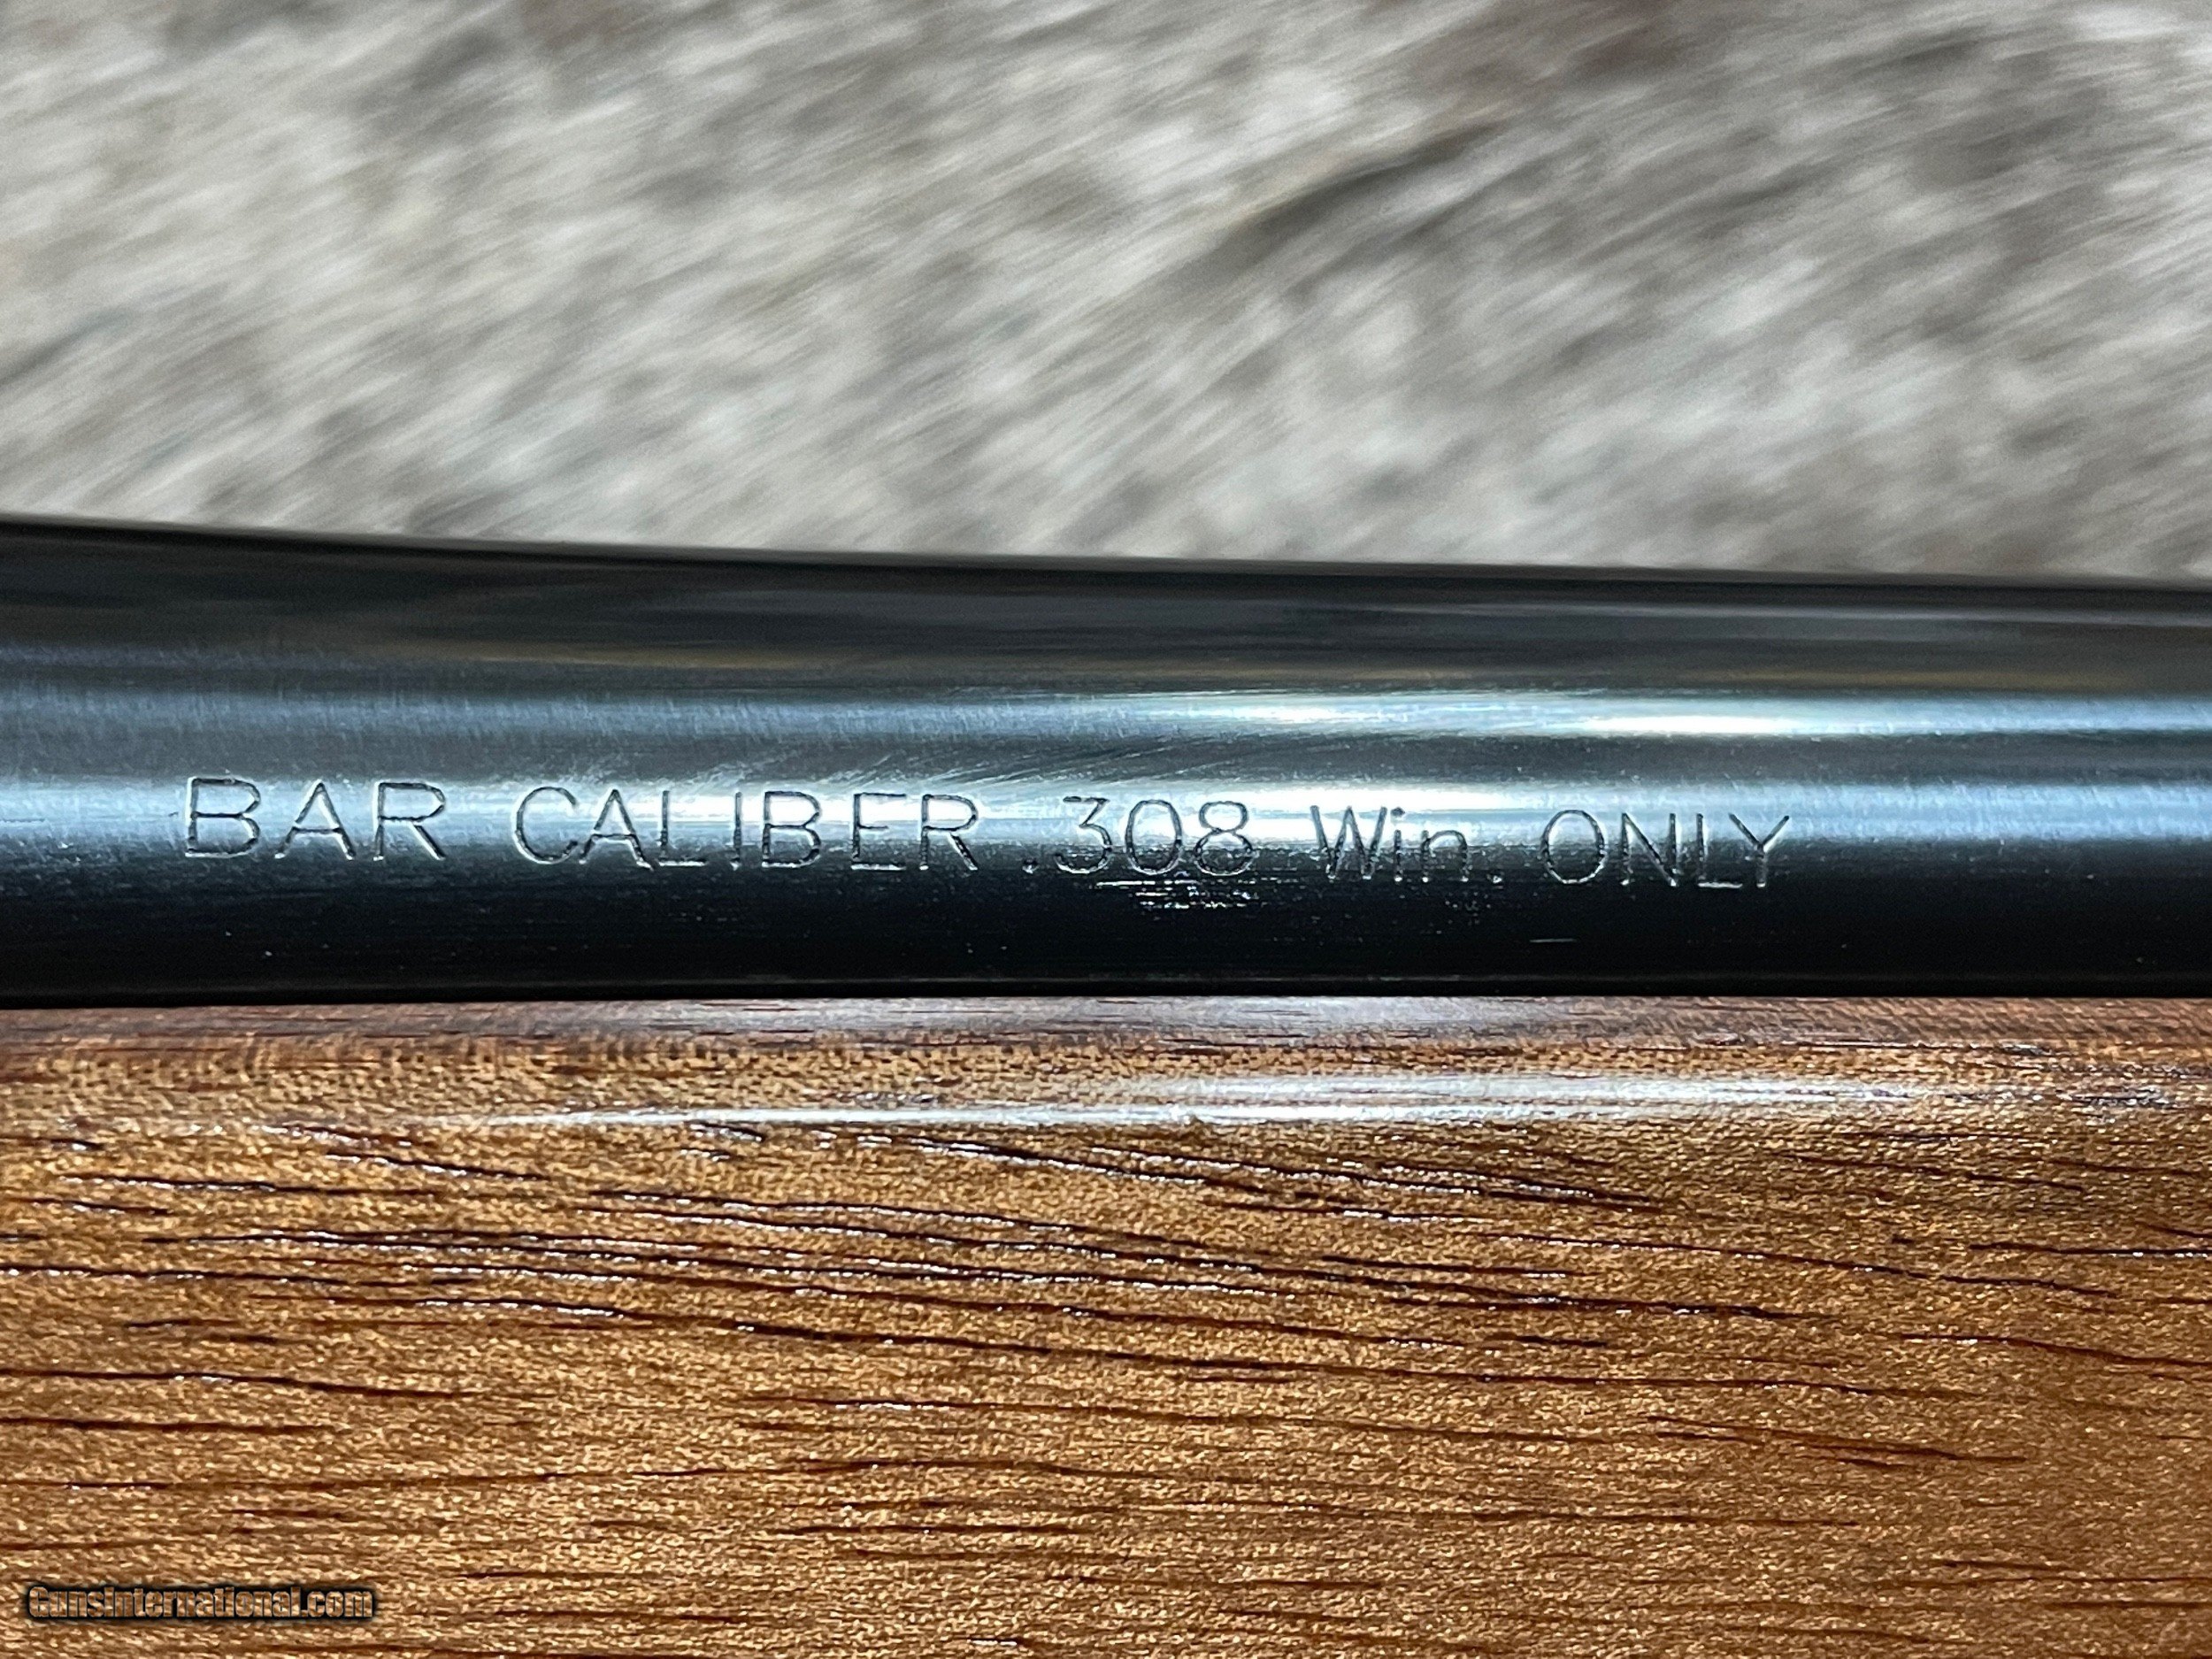 BAR CALIBER .308 Win. ONLY
GunsInternational.com